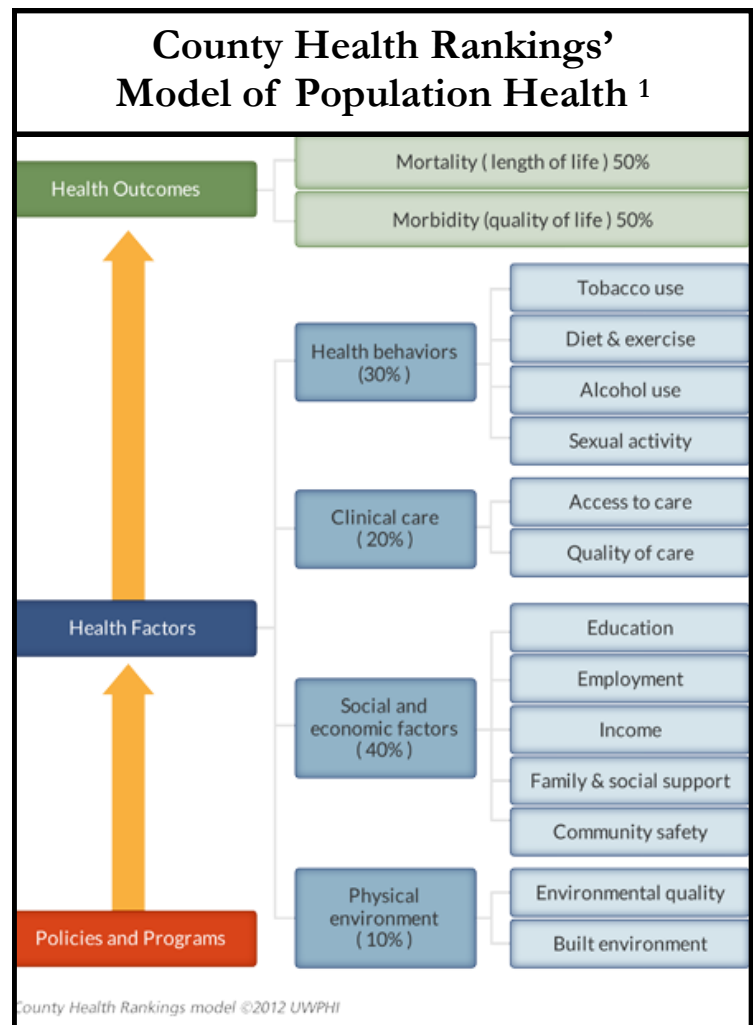 County Health Rankings’
Model of Population Health ¹
Health Outcomes
Mortality ( length of life ) 50%
Morbidity (quality of life ) 50%
Health behaviors
(30% )
Tobacco use
Diet & exercise
Alcohol use
Sexual activity
Clinical care
( 20% )
Access to care
Quality of care
Health Factors
Social and
economic factors
( 40% )
Education
Employment
Income
Family & social support
Community safety
Physical
environment
( 10% )
Environmental quality
Built environment
Policies and Programs
County Health Rankings model ©2012 UWPHI